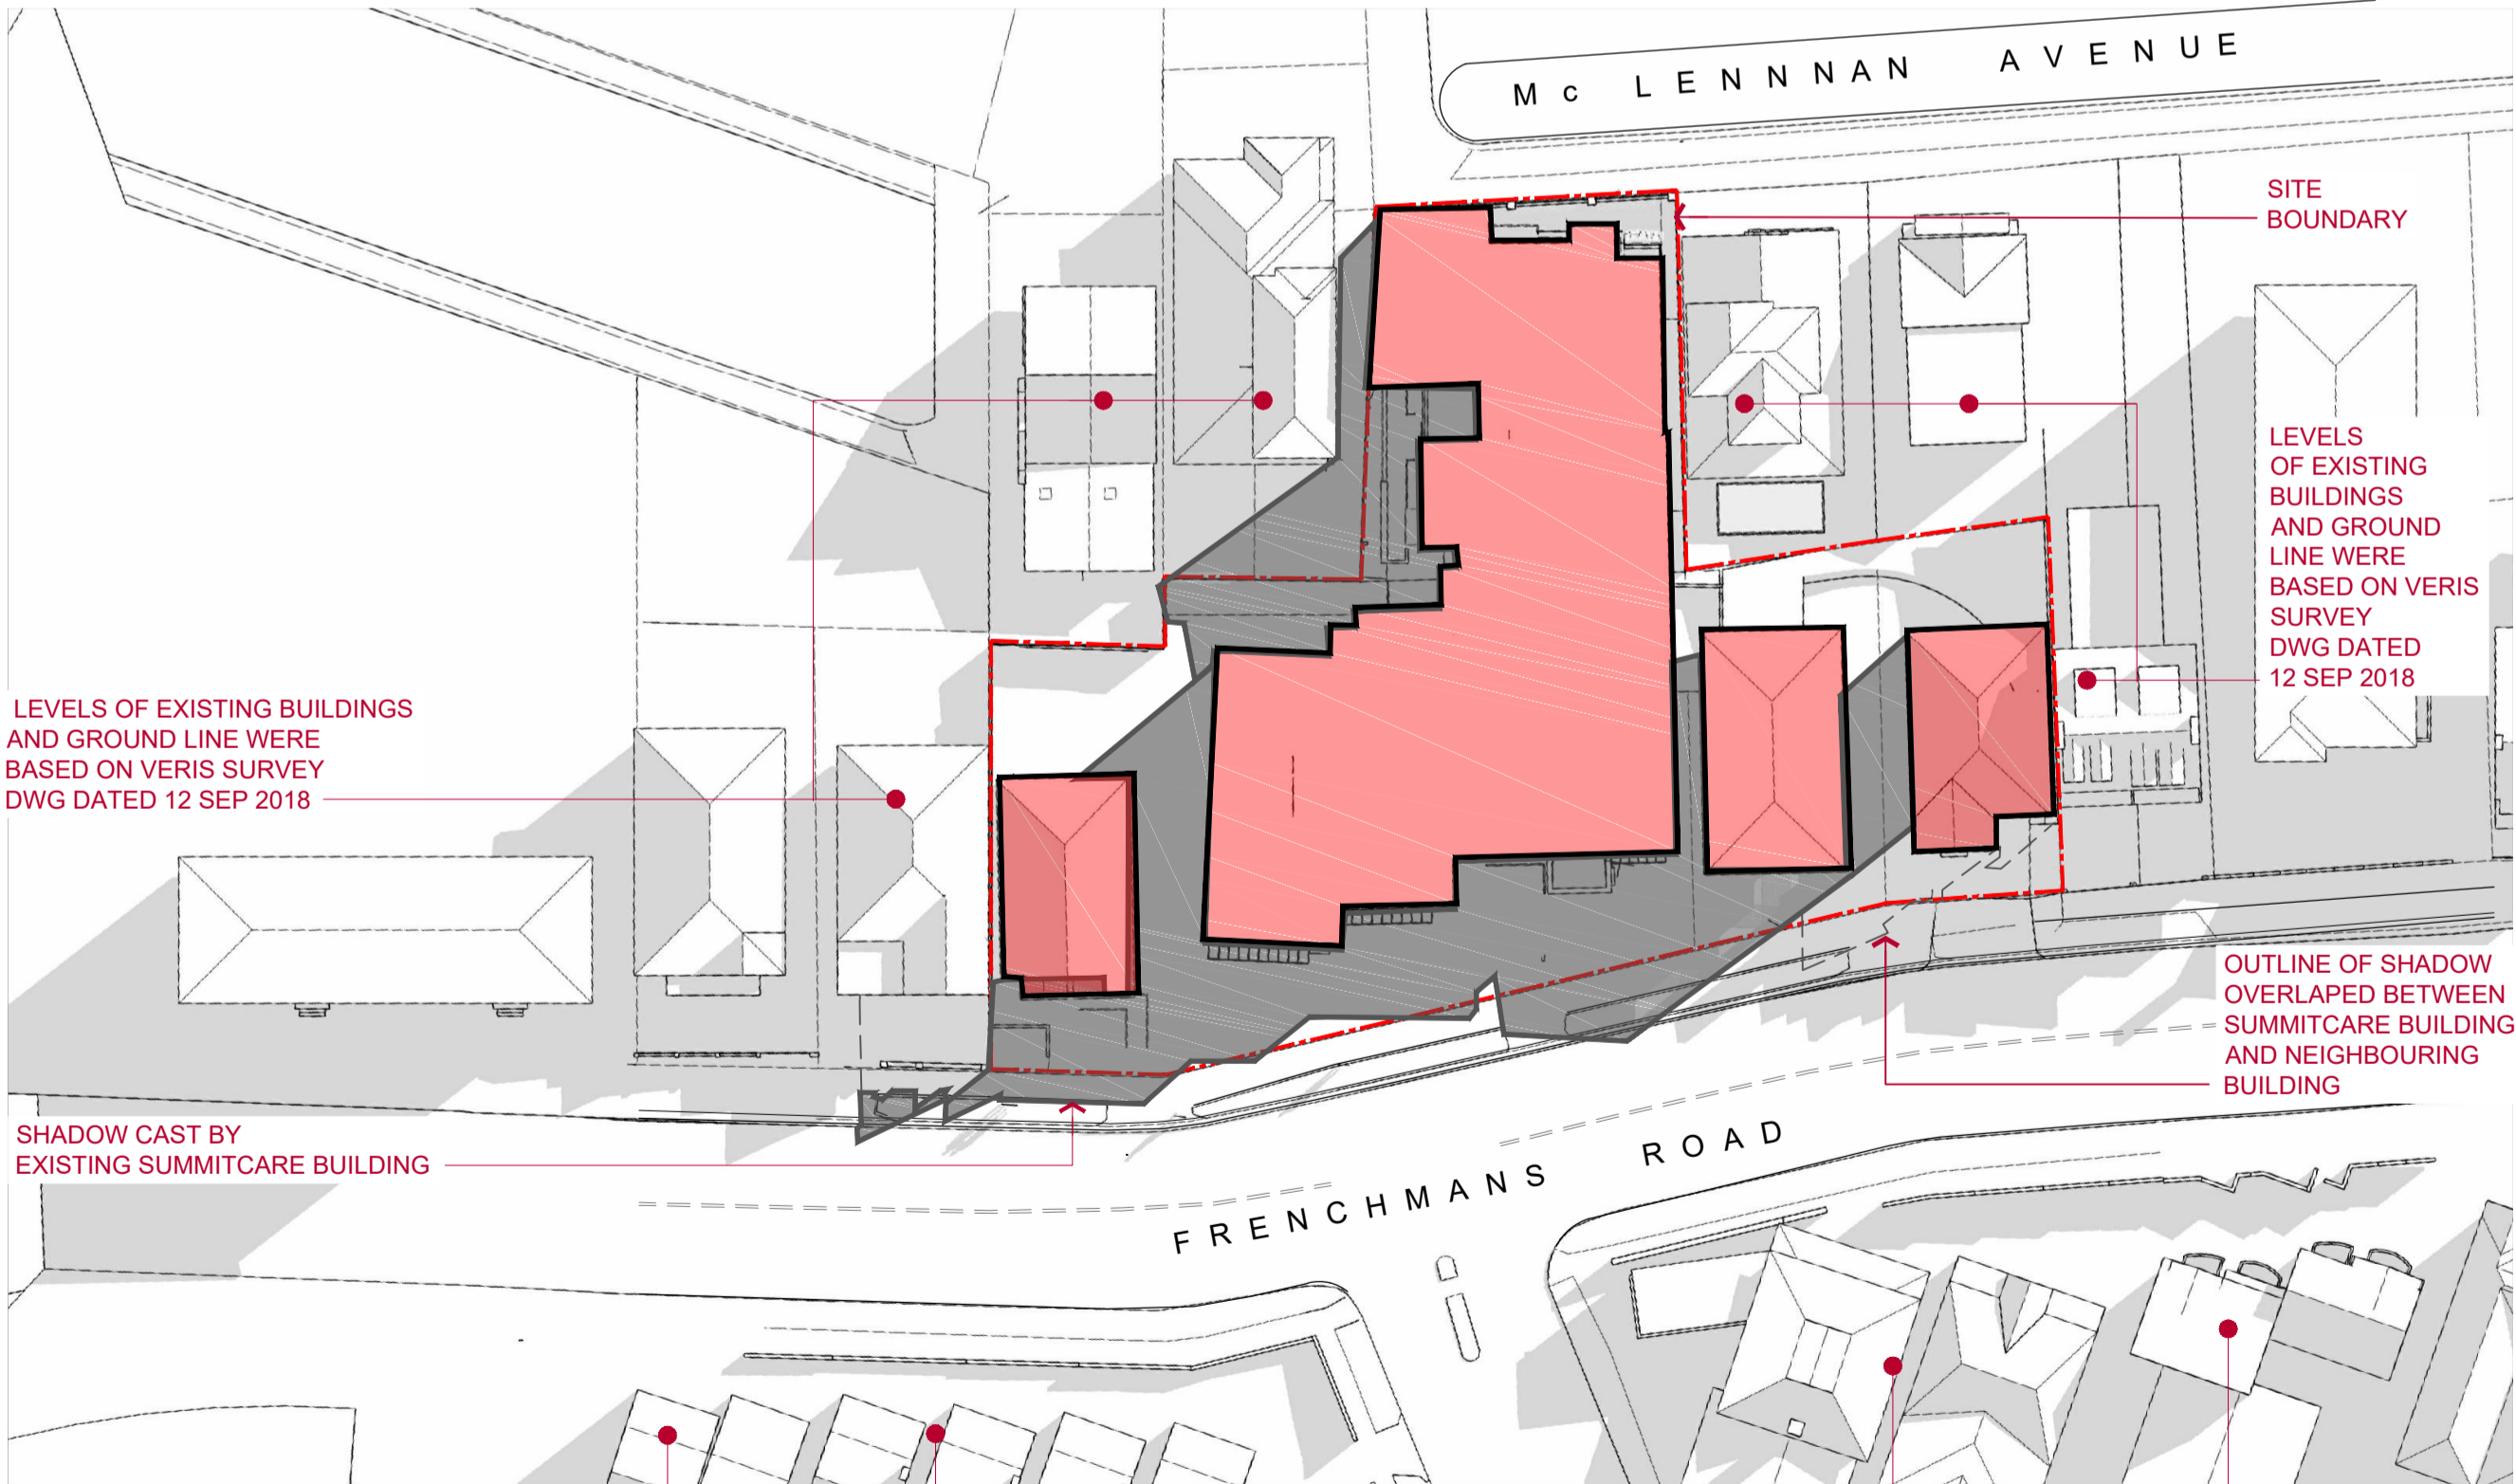 Mc LENNNAN AVENUE
SITE
BOUNDARY
LEVELS
OF EXISTING
BUILDINGS
AND GROUND
LINE WERE
BASED ON VERIS
SURVEY
DWG DATED
12 SEP 2018
LEVELS OF EXISTING BUILDINGS
AND GROUND LINE WERE
BASED ON VERIS SURVEY
DWG DATED 12 SEP 2018
OUTLINE OF SHADOW
OVERLAPED BETWEEN
SUMMITCARE BUILDING
AND NEIGHBOURING
BUILDING
SHADOW CAST BY
EXISTING SUMMITCARE BUILDING
FRENCHMANS ROAD